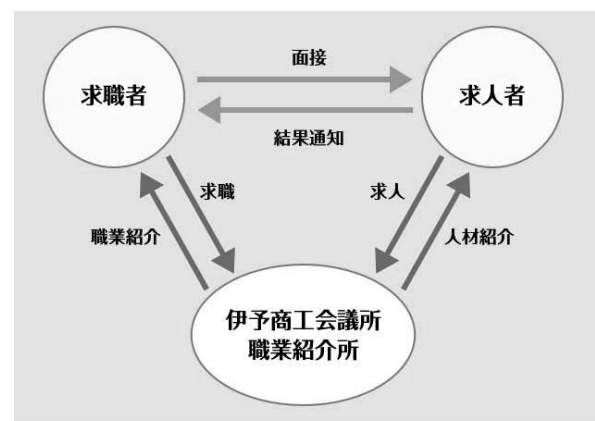 面接
求職者
求人者
結果通知
求職
求人
職業紹介
人材紹介
伊予商工会議所
職業紹介所